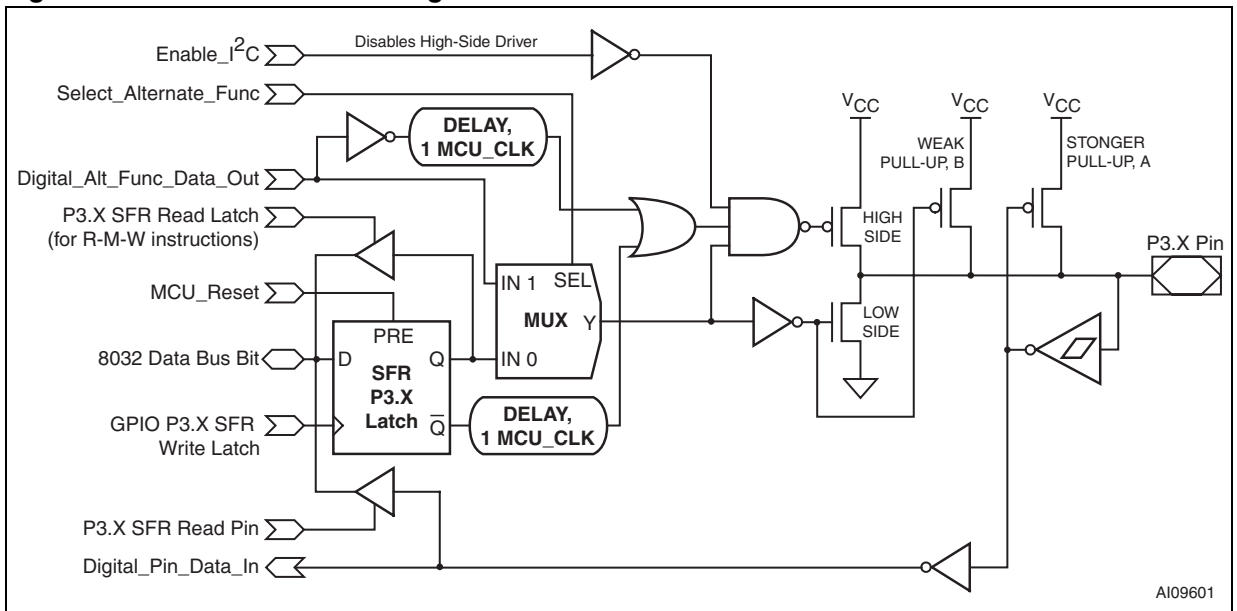 Enable_I2C
Disables High-Side Driver
Select_Alternate_Func
DELAY,
1 MCU_CLK
Digital_Alt_Func_Data_Out
P3.X SFR Read Latch
(for R-M-W instructions)
MCU_Reset
8032 Data Bus Bit
GPIO P3.X SFR
Write Latch
P3.X SFR Read Pin
Digital_Pin_Data_In
PRE
D
Q
SFR
P3.X
Latch
Q
DELAY,
1 MCU_CLK
IN 1
SEL
MUX
Y
IN 0
VCC
VCC
VCC
WEAK
PULL-UP, B
STONGER
PULL-UP, A
HIGH
SIDE
LOW
SIDE
P3.X Pin
AI09601